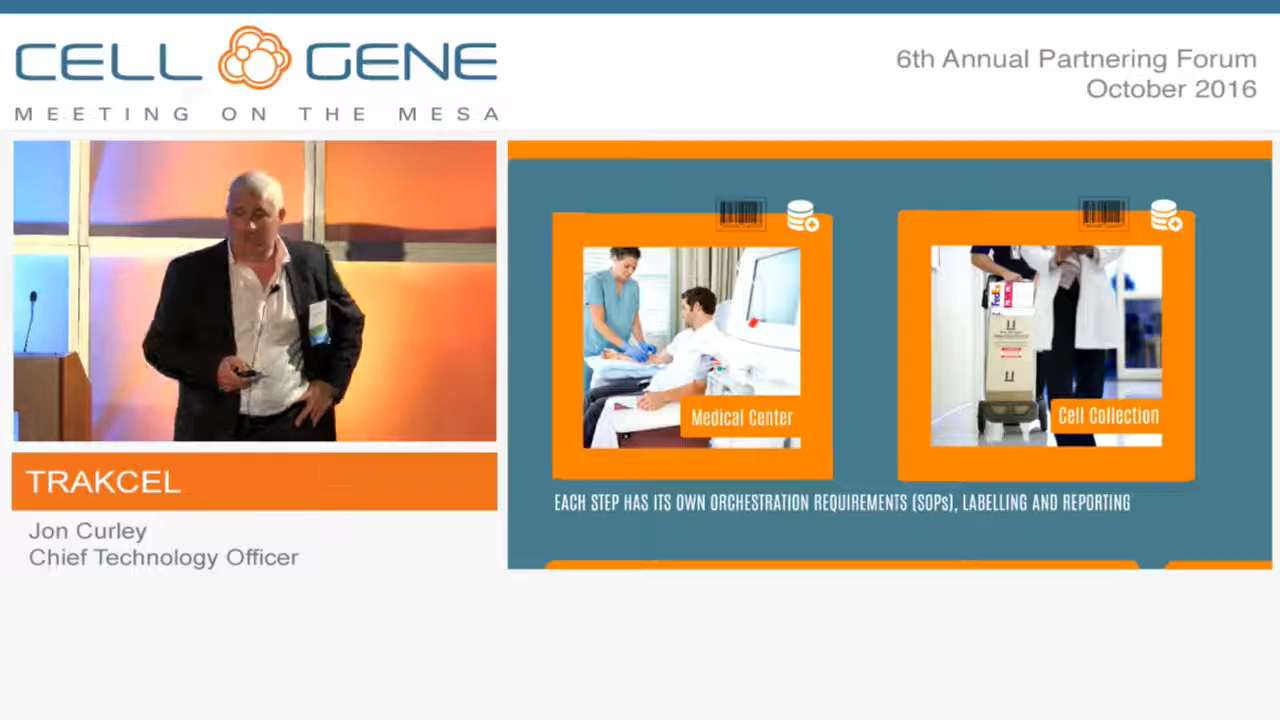 CELL GENE
MEETING ON THE MESA
6th Annual Partnering Forum
October 2016
Medical Center
FedEx
Cell Collection
EACH STEP HAS ITS OWN ORCHESTRATION REQUIREMENTS (SOPs), LABELLING AND REPORTING
TRAKCEL
Jon Curley
Chief Technology Officer